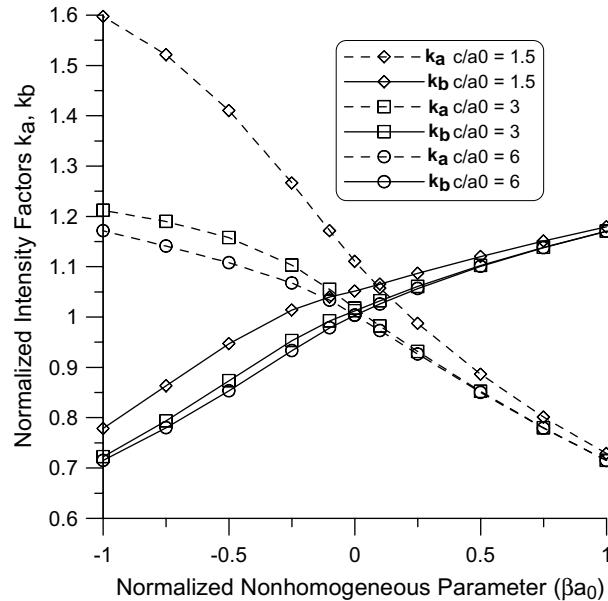 Normalized Intensity Factors ka, kb
1.6
1.5
1.4
1.3
1.2
1.1
1
0.9
0.8
0.7
0.6
ka c/a0 = 1.5
kb c/a0 = 1.5
ka c/a0 = 3
kb c/a0 = 3
ka c/a0 = 6
kb c/a0 = 6
-1 -0.5 0 0.5 1
Normalized Nonhomogeneous Parameter (βa0)